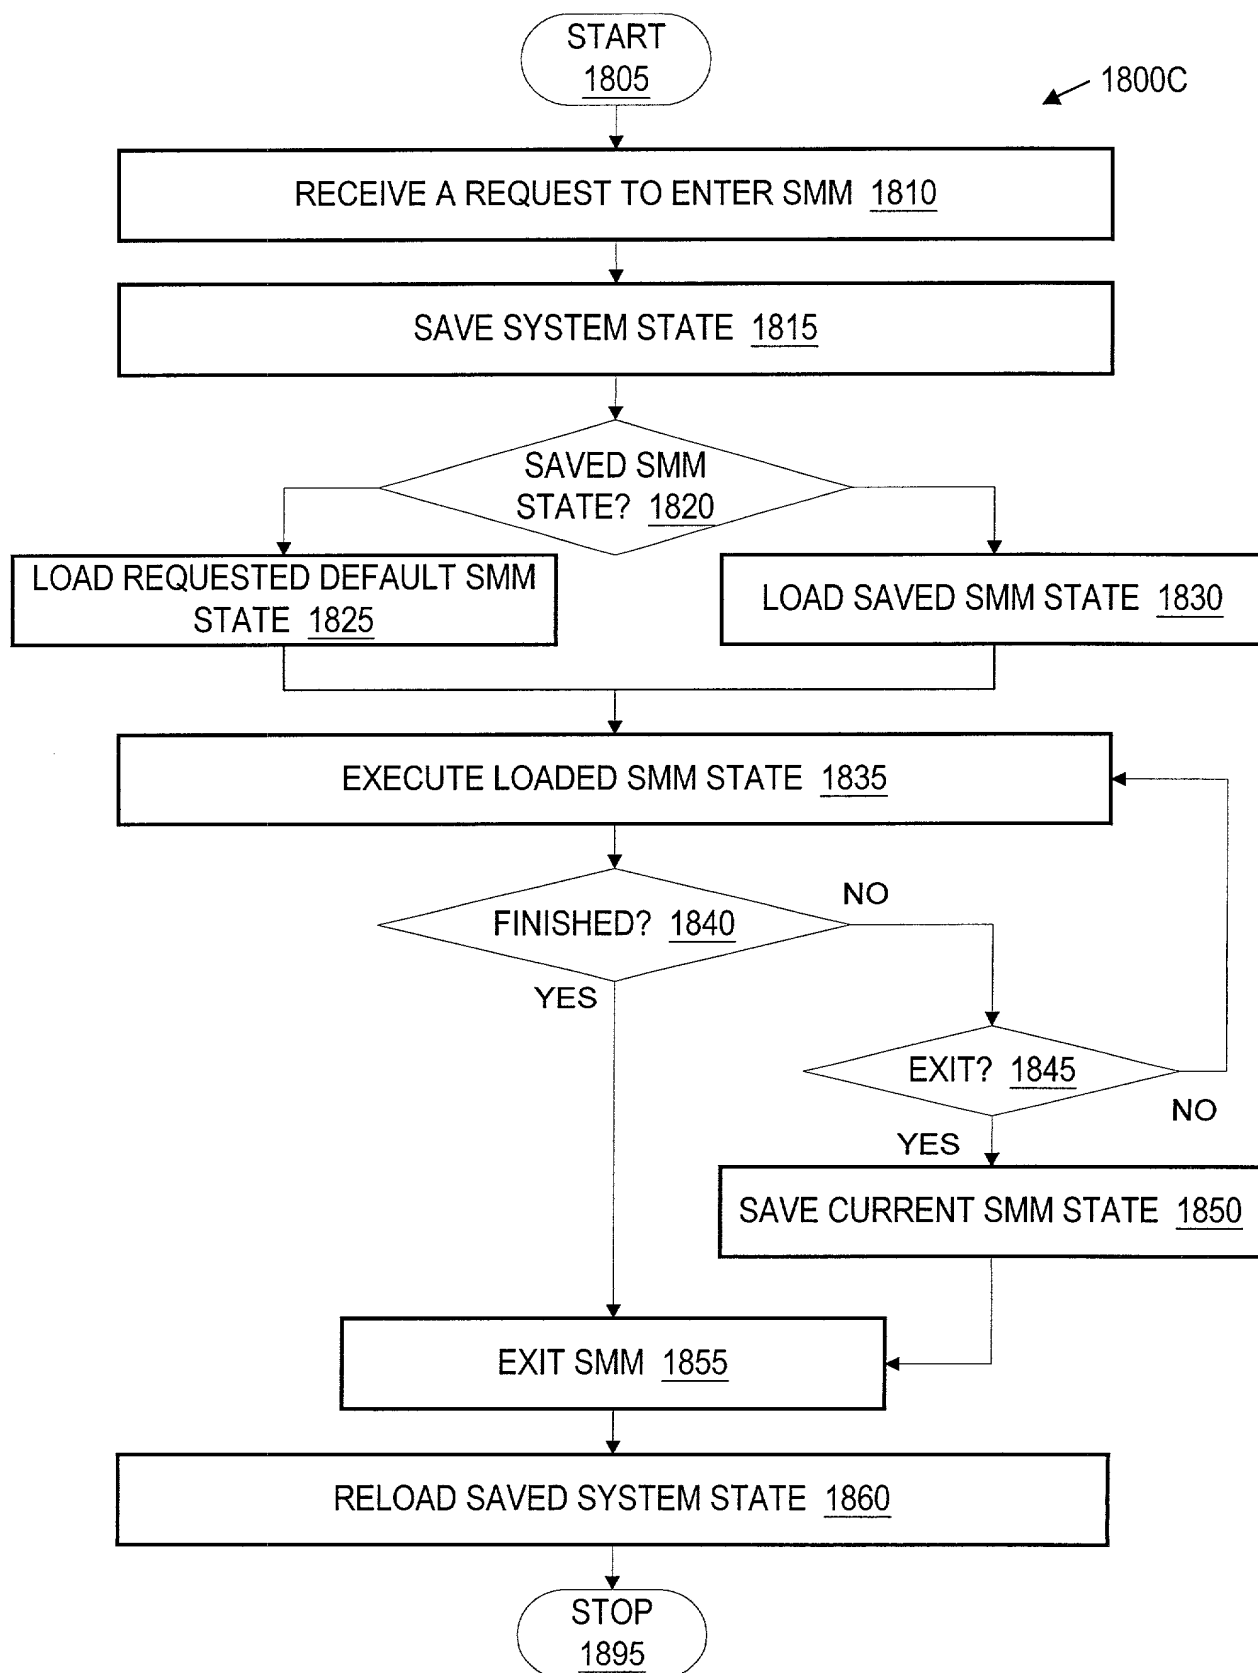 START
1805
1800C
RECEIVE A REQUEST TO ENTER SMM 1810
SAVE SYSTEM STATE 1815
SAVED SMM
STATE? 1820
LOAD REQUESTED DEFAULT SMM
STATE 1825
LOAD SAVED SMM STATE 1830
EXECUTE LOADED SMM STATE 1835
FINISHED? 1840
NO
YES
EXIT? 1845
NO
YES
SAVE CURRENT SMM STATE 1850
EXIT SMM 1855
RELOAD SAVED SYSTEM STATE 1860
STOP
1895